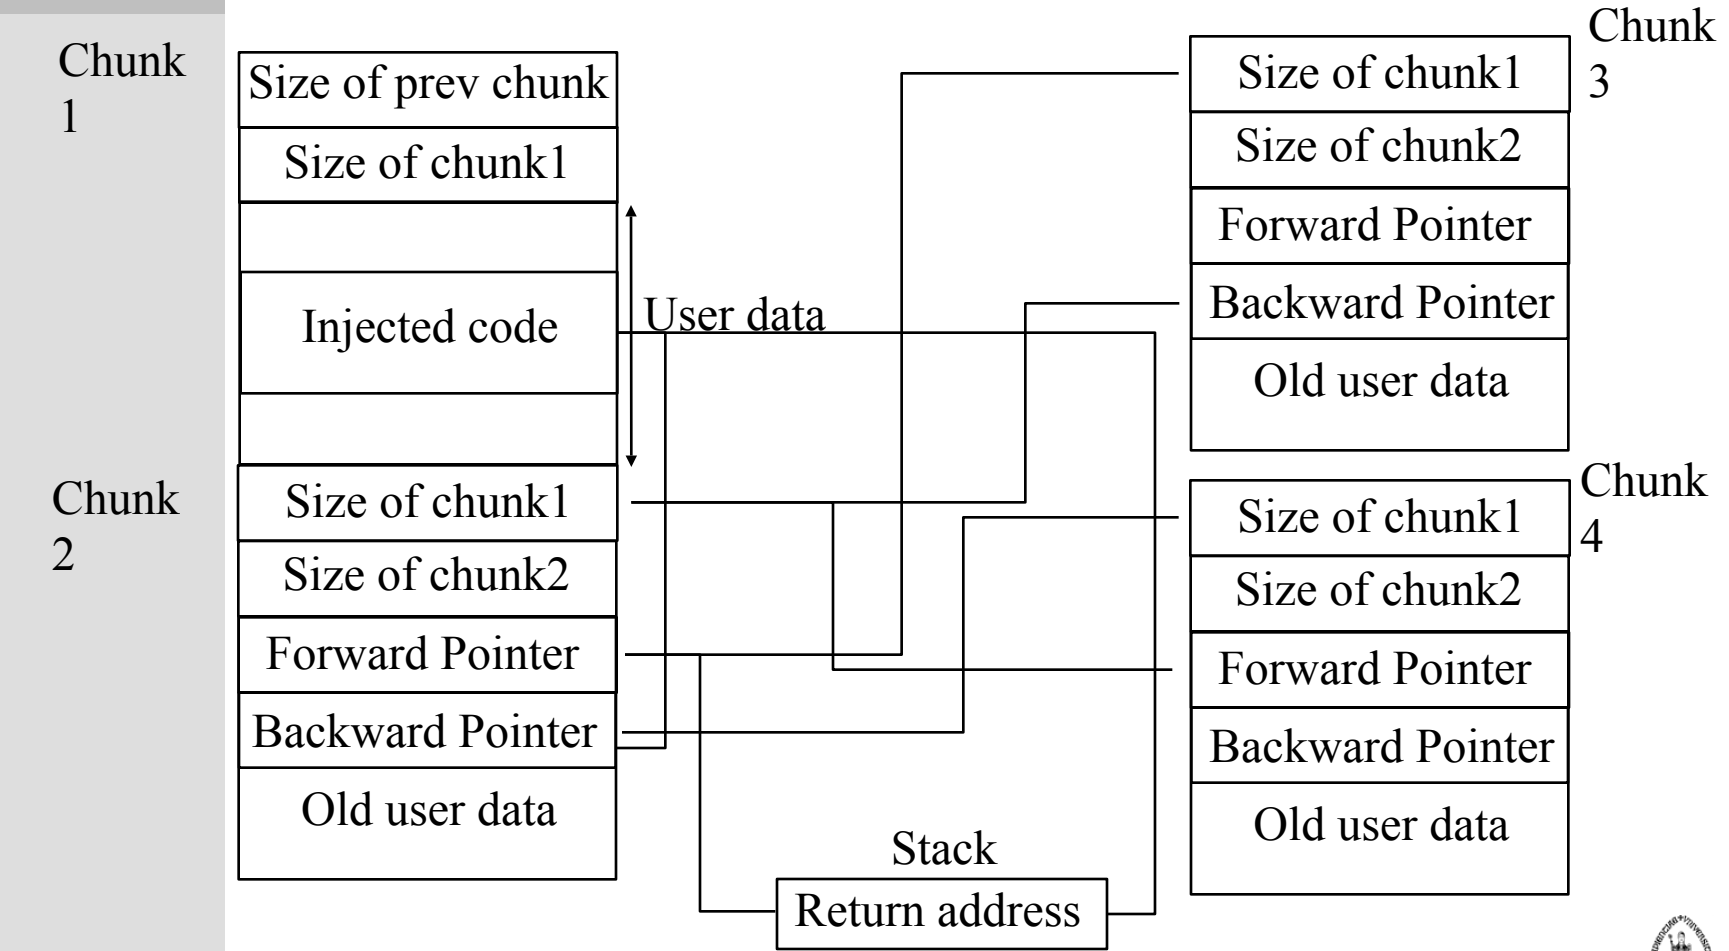 Chunk
1
Size of prev chunk
Size of chunk1
Injected code
User data
Chunk
2
Size of chunk1
Size of chunk2
Forward Pointer
Backward Pointer
Old user data
Stack
Return address
Chunk
3
Size of chunk1
Size of chunk2
Forward Pointer
Backward Pointer
Old user data
Chunk
4
Size of chunk1
Size of chunk2
Forward Pointer
Backward Pointer
Old user data